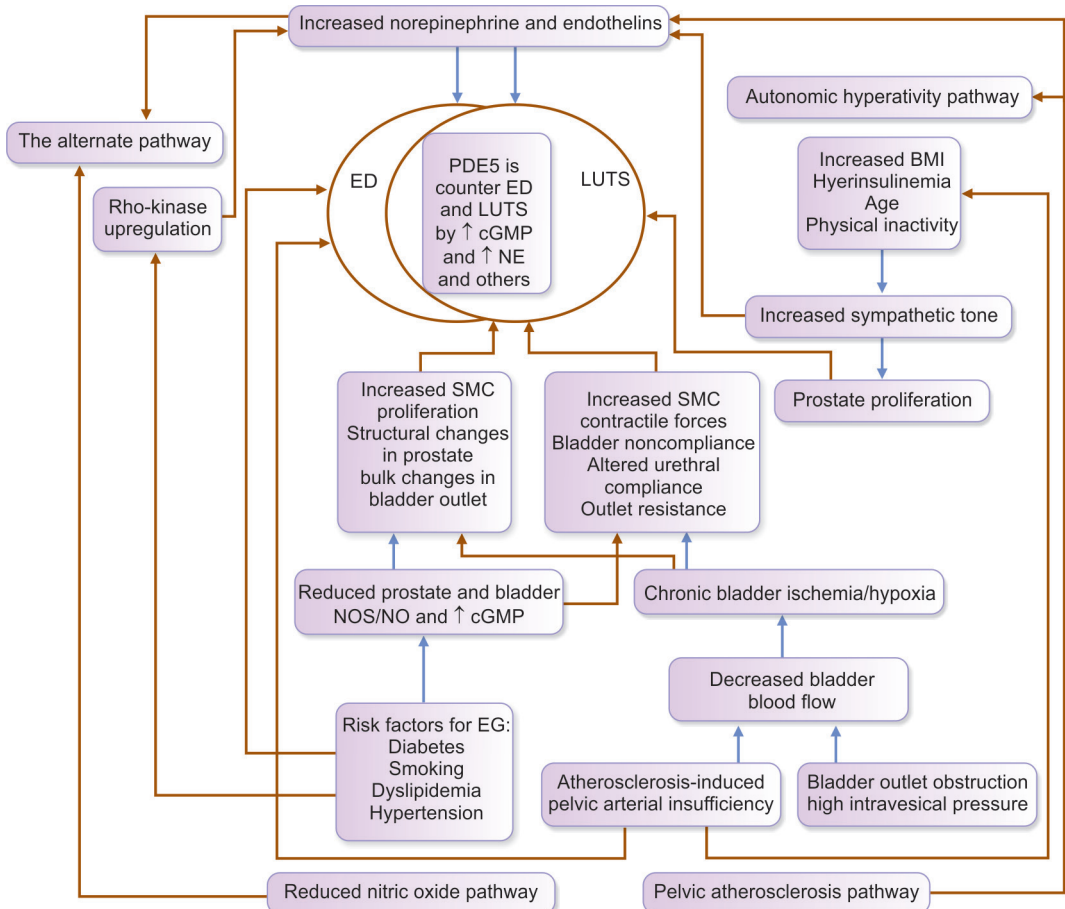 Increased norepinephrine and endothelins
Autonomic hyperativity pathway
The alternate pathway
Rho-kinase
upregulation
ED
PDE5 is
counter ED
and LUTS
by ↑ cGMP
and ↑ NE
and others
LUTS
Increased BMI
Hyerinsulinemia
Age
Physical inactivity
Increased sympathetic tone
Prostate proliferation
Increased SMC
proliferation
Structural changes
in prostate
bulk changes in
bladder outlet
Increased SMC
contractile forces
Bladder noncompliance
Altered urethral
compliance
Outlet resistance
Reduced prostate and bladder
NOS/NO and ↑ cGMP
Chronic bladder ischemia/hypoxia
Decreased bladder
blood flow
Risk factors for EG:
Diabetes
Smoking
Dyslipidemia
Hypertension
Atherosclerosis-induced
pelvic arterial insufficiency
Bladder outlet obstruction
high intravesical pressure
Reduced nitric oxide pathway
Pelvic atherosclerosis pathway